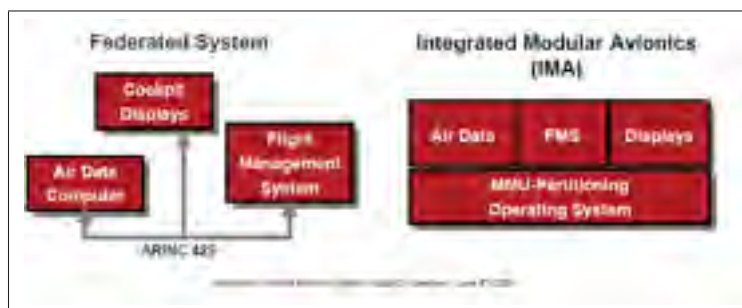 Federated System
Integrated Modular Avionics
(IMA)
Cockpit
Displays
Air Data
FMS
Displays
Flight
Management
System
Air Data
Computer
MMU-Partitioning
Operating System
ARINC 429